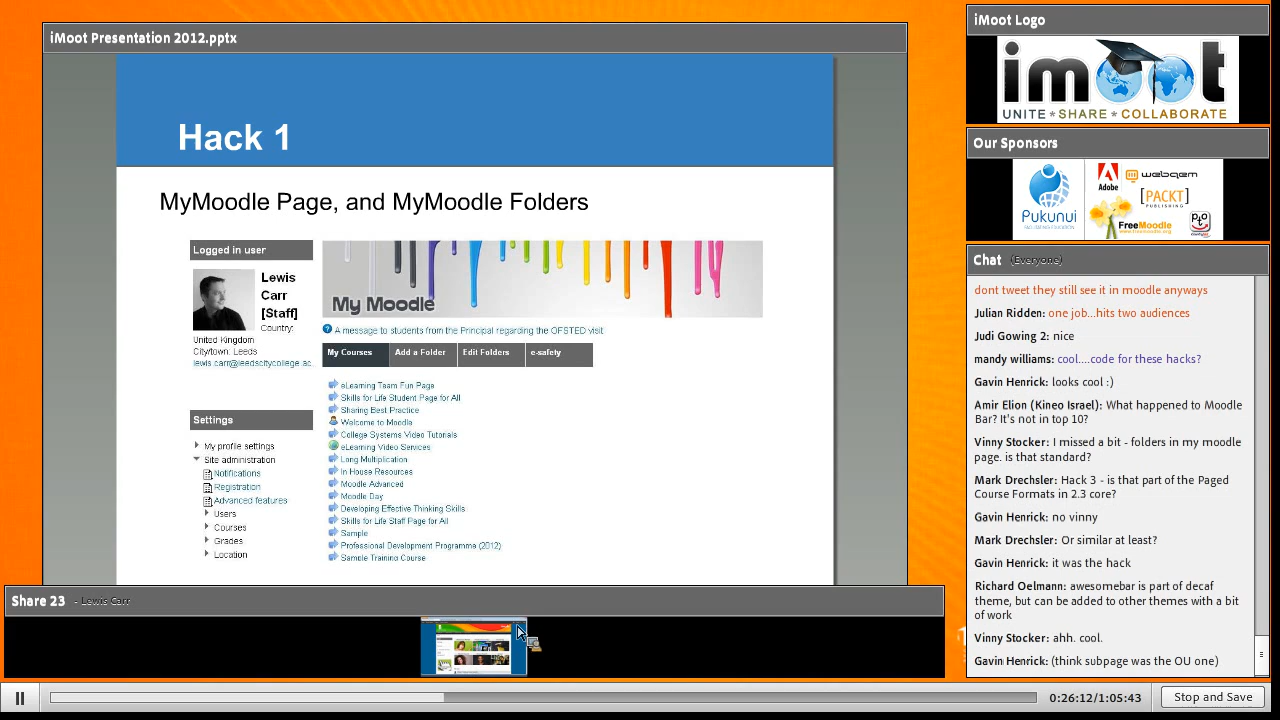 iMoot Presentation 2012.pptx
Hack 1
MyMoodle Page, and MyMoodle Folders
Logged in user
Lewis
Carr
[Staff]
Country:
United Kingdom
City/town: Leeds
lewis.carr@leedscitycollege.ac.
Settings
My profile settings
Site administration
Notifications
Registration
Advanced features
Users
Courses
Grades
Location
My Moodle
A message to students from the Principal regarding the OFSTED visit
My Courses Add a Folder Edit Folders e-safety
eLearning Team Fun Page
Skills for Life Student Page for All
Sharing Best Practice
Welcome to Moodle
College Systems Video Tutorials
eLearning Video Services
Long Multiplication
In House Resources
Moodle Advanced
Moodle Day
Developing Effective Thinking Skills
Skills for Life Staff Page for All
Sample
Professional Development Programme (2012)
Sample Training Course
Share 23 - Lewis Carr
iMoot Logo
imoot
UNITE * SHARE * COLLABORATE
Our Sponsors
Pukunui
Adobe
webqem
[PACKT]
PUBLISHING
FreeMoodle
Chat (Everyone)
dont tweet they still see it in moodle anyways
Julian Ridden: one job...hits two audiences
Judi Gowing 2: nice
mandy williams: cool....code for these hacks?
Gavin Henrick: looks cool :)
Amir Elion (Kineo Israel): What happened to Moodle
Bar? It's not in top 10?
Vinny Stocker: I missed a bit - folders in my moodle
page. is that standard?
Mark Drechsler: Hack 3 - is that part of the Paged
Course Formats in 2.3 core?
Gavin Henrick: no vinny
Mark Drechsler: Or similar at least?
Gavin Henrick: it was the hack
Richard Oelmann: awesomebar is part of decaf
theme, but can be added to other themes with a bit
of work
Vinny Stocker: ahh. cool.
Gavin Henrick: (think subpage was the name)
0:26:12/1:05:43
Stop and Save